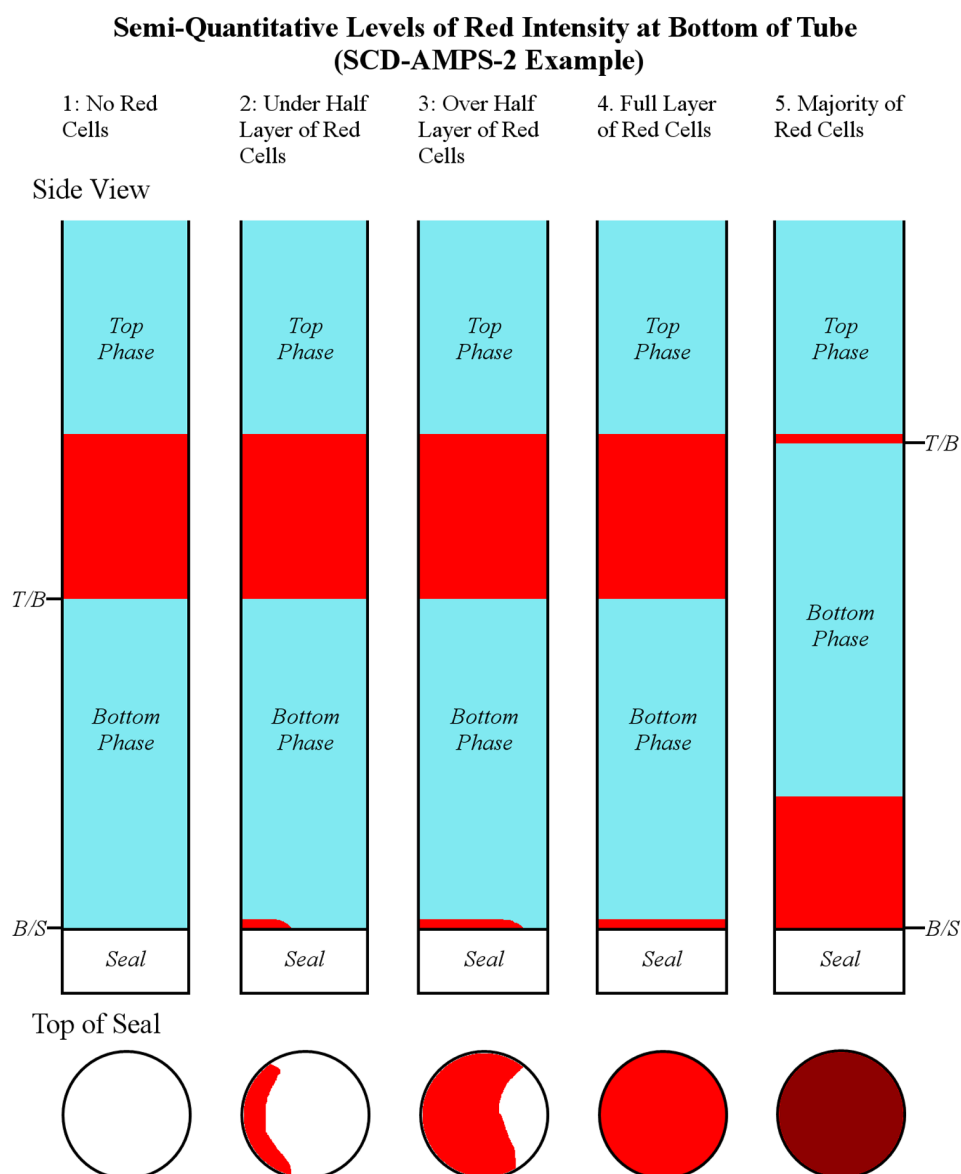 Semi-Quantitative Levels of Red Intensity at Bottom of Tube
(SCD-AMPS-2 Example)
1: No Red
Cells
2: Under Half
Layer of Red
Cells
3: Over Half
Layer of Red
Cells
4. Full Layer
of Red Cells
5. Majority of
Red Cells
Side View
Top
Phase
Top
Phase
Top
Phase
Top
Phase
Top
Phase
T/B
T/B
Bottom
Phase
Bottom
Phase
Bottom
Phase
Bottom
Phase
Bottom
Phase
B/S
B/S
Seal
Seal
Seal
Seal
Seal
Top of Seal